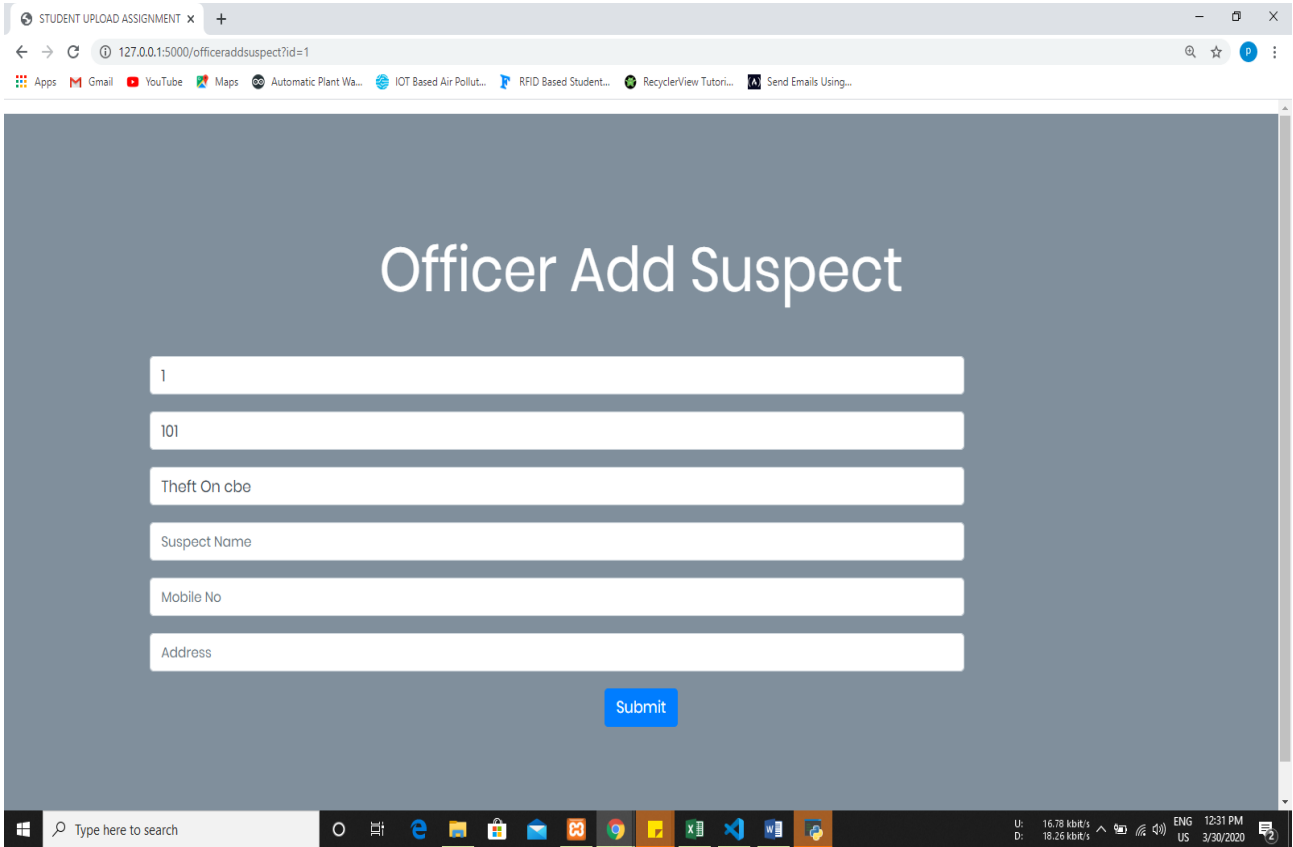 STUDENT UPLOAD ASSIGNMENT
127.0.0.1:5000/officeraddsuspect?id=1
P
Apps Gmail YouTube Maps Automatic Plant Wa... IOT Based Air Pollut... RFID Based Student... RecyclerView Tutori... Send Emails Using...
Officer Add Suspect
1
101
Theft On cbe
Suspect Name
Mobile No
Address
Submit
Type here to search
U: 16.78 kbit/s
D: 18.26 kbit/s
ENG
US
12:31 PM
3/30/2020
2